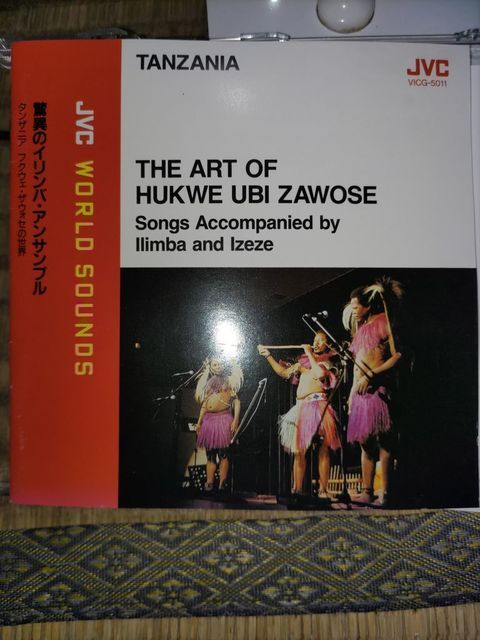 TANZANIA
JVC
VICG-5011
THE ART OF
HUKWE UBI ZAWOSE
Songs Accompanied by
Ilimba and Izeze
JVC WORLD SOUNDS
驚異のイリンバ・アンサンブル
タンザニア フクウェ・ザウォセの世界